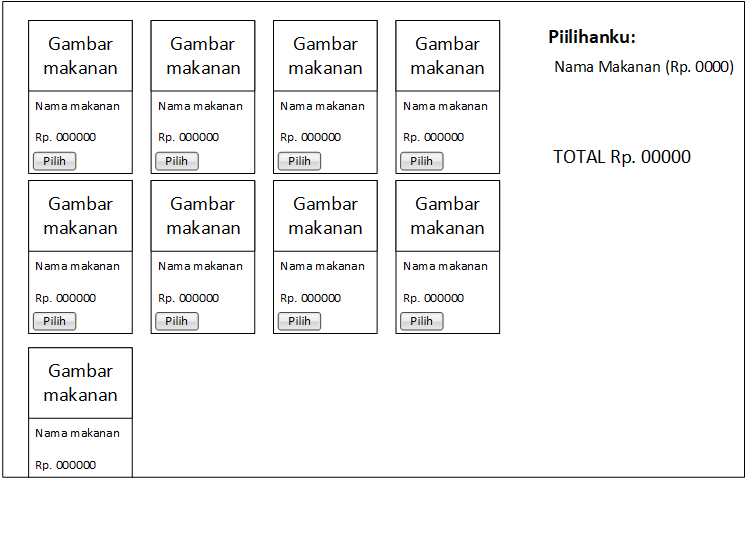 Gambar
makanan
Nama makanan
Rp. 000000
Pilih
Gambar
makanan
Nama makanan
Rp. 000000
Pilih
Gambar
makanan
Nama makanan
Rp. 000000
Pilih
Gambar
makanan
Nama makanan
Rp. 000000
Pilih
Gambar
makanan
Nama makanan
Rp. 000000
Pilih
Gambar
makanan
Nama makanan
Rp. 000000
Pilih
Gambar
makanan
Nama makanan
Rp. 000000
Pilih
Gambar
makanan
Nama makanan
Rp. 000000
Pilih
Gambar
makanan
Nama makanan
Rp. 000000
Piilihanku:
Nama Makanan (Rp. 0000)
TOTAL Rp. 00000